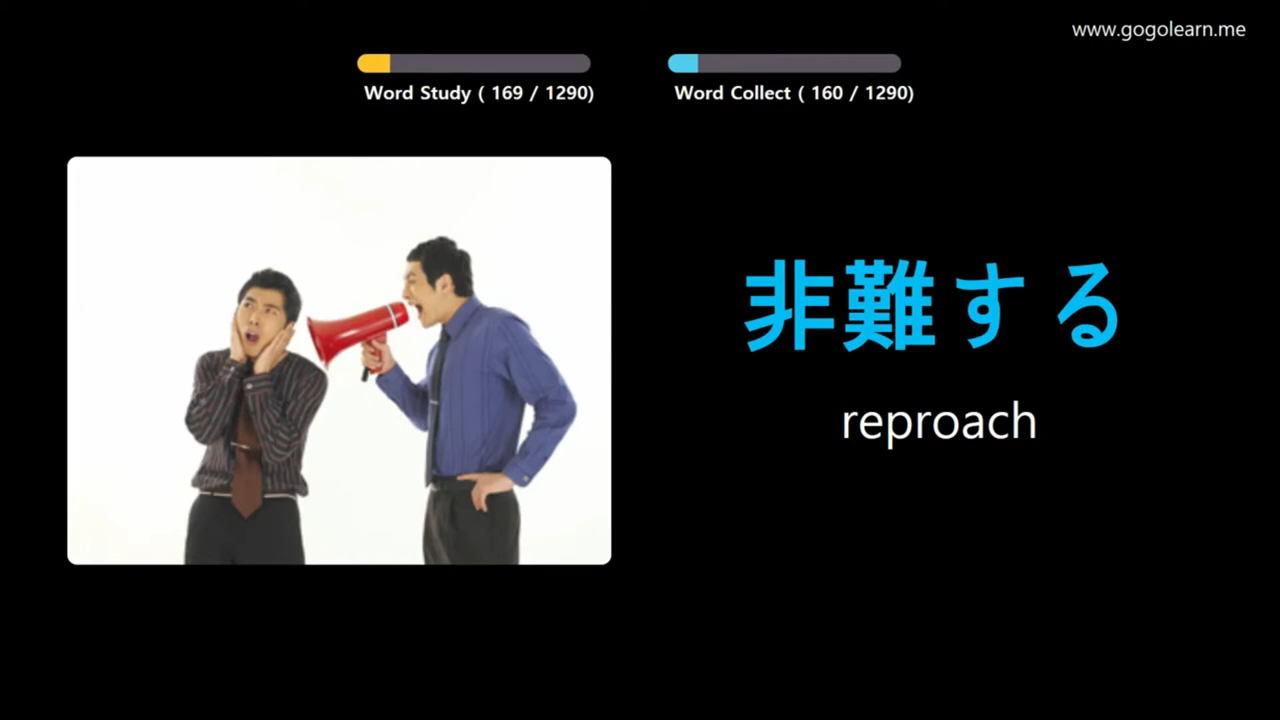 www.gogolearn.me
Word Study ( 169 / 1290)
Word Collect ( 160 / 1290)
非難する
reproach